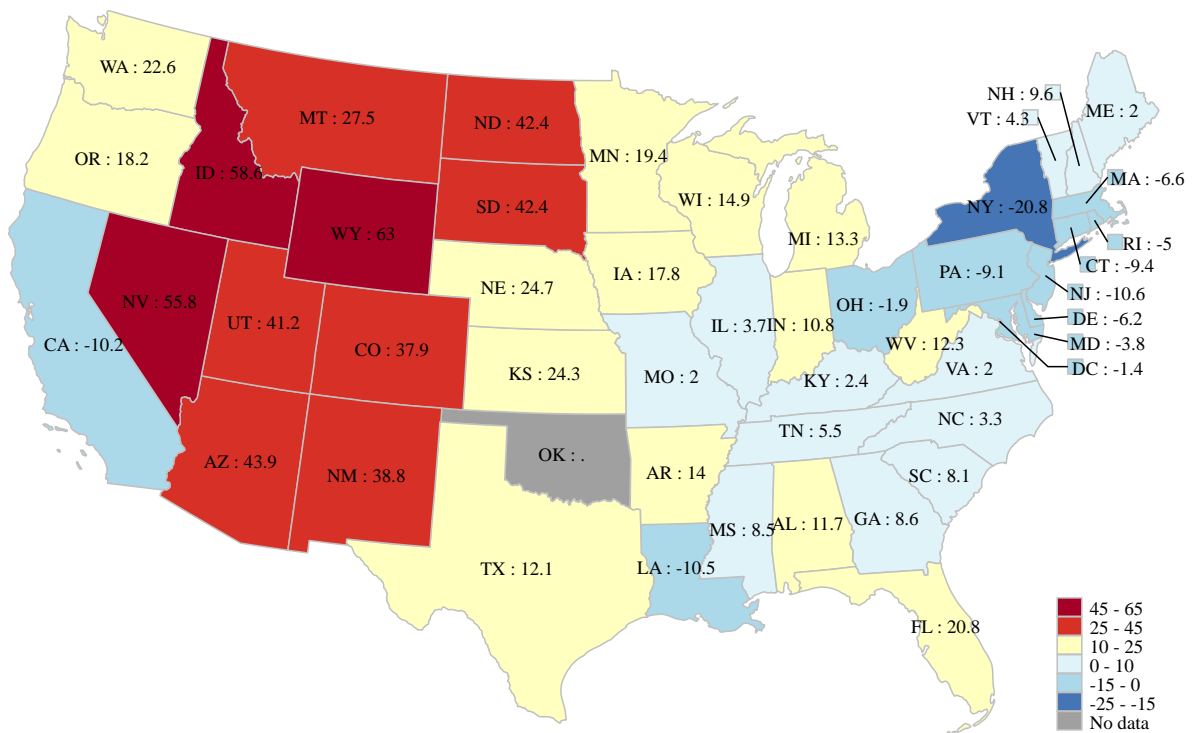 WA : 22.6
MT : 27.5
ND : 42.4
MN : 19.4
NH : 9.6
VT : 4.3
ME : 2
OR : 18.2
ID : 58.6
SD : 42.4
WI : 14.9
NY : -20.8
MA : -6.6
WY : 63
MI : 13.3
RI : -5
CT : -9.4
NV : 55.8
UT : 41.2
NE : 24.7
IA : 17.8
PA : -9.1
NJ : -10.6
CA : -10.2
CO : 37.9
IL : 3.7
IN : 10.8
OH : -1.9
DE : -6.2
MD : -3.8
DC : -1.4
KS : 24.3
MO : 2
KY : 2.4
WV : 12.3
VA : 2
AZ : 43.9
NM : 38.8
OK : .
AR : 14
TN : 5.5
NC : 3.3
SC : 8.1
TX : 12.1
LA : -10.5
MS : 8.5
AL : 11.7
GA : 8.6
FL : 20.8
45 - 65
25 - 45
10 - 25
0 - 10
-15 - 0
-25 - -15
No data